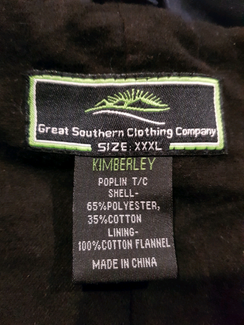 Great Southern Clothing Company
SIZE: XXXL
KIMBERLEY
POPLIN T/C
SHELL-
65%POLYESTER,
35%COTTON
LINING-
100%COTTON FLANNEL
MADE IN CHINA